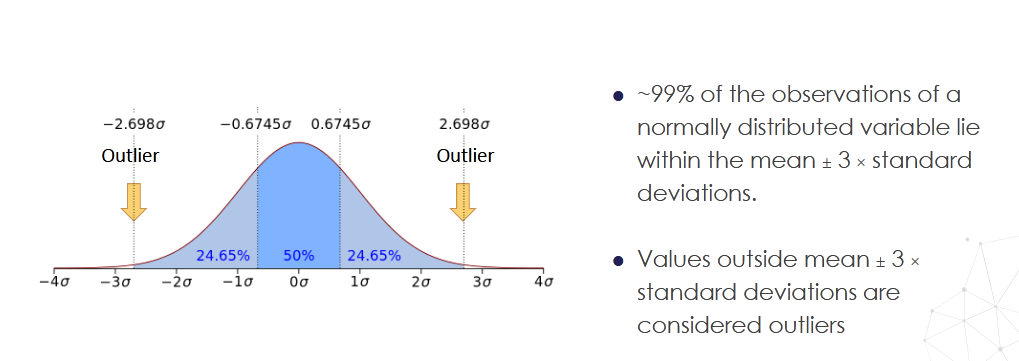 −2.698σ −0.6745σ 0.6745σ 2.698σ
Outlier Outlier
24.65% 50% 24.65%
−4σ −3σ −2σ −1σ 0σ 1σ 2σ 3σ 4σ
• ~99% of the observations of a
normally distributed variable lie
within the mean ± 3 × standard
deviations.
• Values outside mean ± 3 ×
standard deviations are
considered outliers